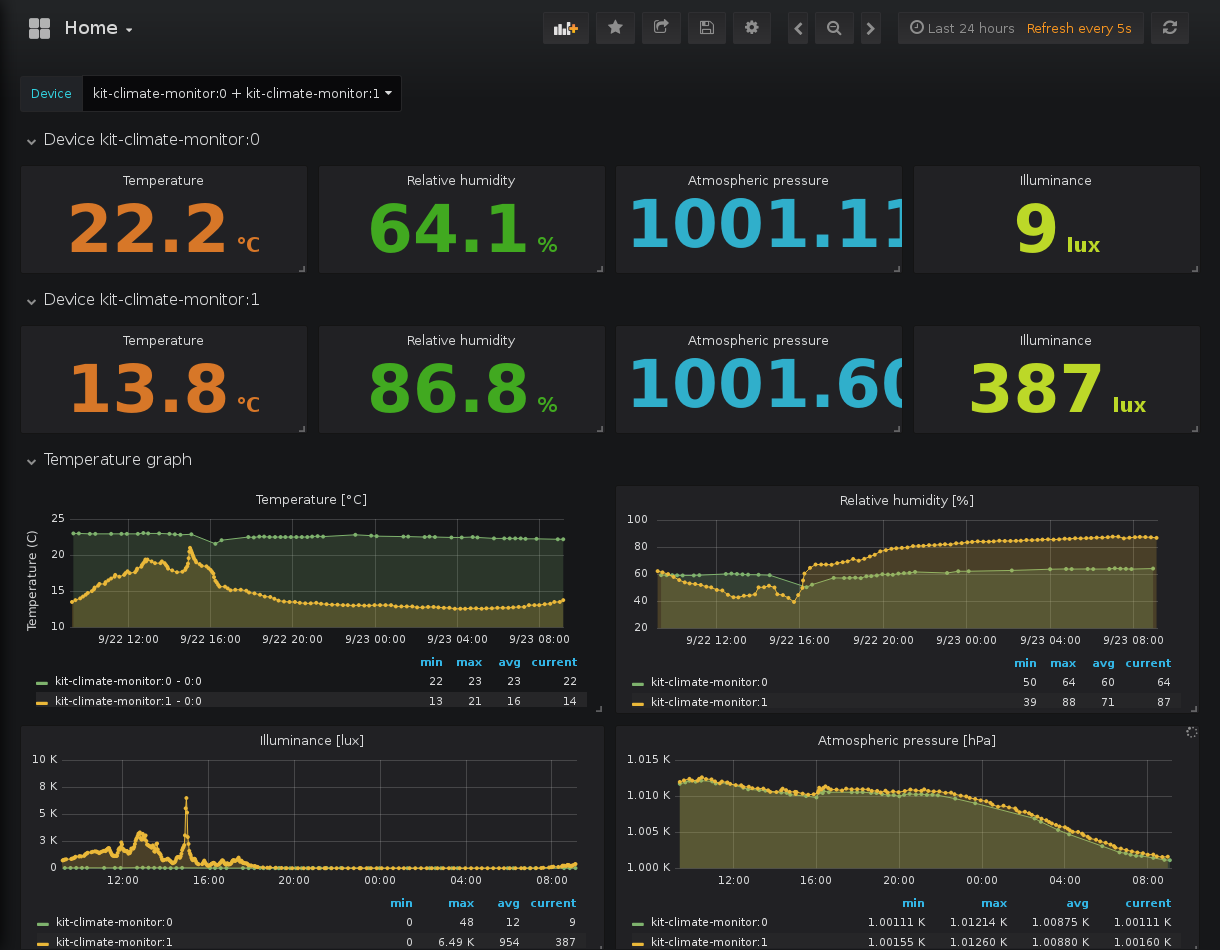 Home
Last 24 hours Refresh every 5s
Device kit-climate-monitor:0 + kit-climate-monitor:1
Device kit-climate-monitor:0
Temperature Relative humidity Atmospheric pressure Illuminance
22.2 °C 64.1 % 1001.11 9 lux
Device kit-climate-monitor:1
Temperature Relative humidity Atmospheric pressure Illuminance
13.8 °C 86.8 % 1001.60 387 lux
Temperature graph
Temperature [°C]
Temperature (C)
25
20
15
10
9/22 12:00 9/22 16:00 9/22 20:00 9/23 00:00 9/23 04:00 9/23 08:00
min max avg current
kit-climate-monitor:0 - 0:0 22 23 23 22
kit-climate-monitor:1 - 0:0 13 21 16 14
Relative humidity [%]
100
80
60
40
20
9/22 12:00 9/22 16:00 9/22 20:00 9/23 00:00 9/23 04:00 9/23 08:00
min max avg current
kit-climate-monitor:0 50 64 60 64
kit-climate-monitor:1 39 88 71 87
Illuminance [lux]
10 K
8 K
5 K
3 K
0
12:00 16:00 20:00 00:00 04:00 08:00
min max avg current
kit-climate-monitor:0 0 48 12 9
kit-climate-monitor:1 0 6.49 K 954 387
Atmospheric pressure [hPa]
1.015 K
1.010 K
1.005 K
1.000 K
12:00 16:00 20:00 00:00 04:00 08:00
min max avg current
kit-climate-monitor:0 1.00111 K 1.01214 K 1.00875 K 1.00111 K
kit-climate-monitor:1 1.00155 K 1.01260 K 1.00880 K 1.00160 K